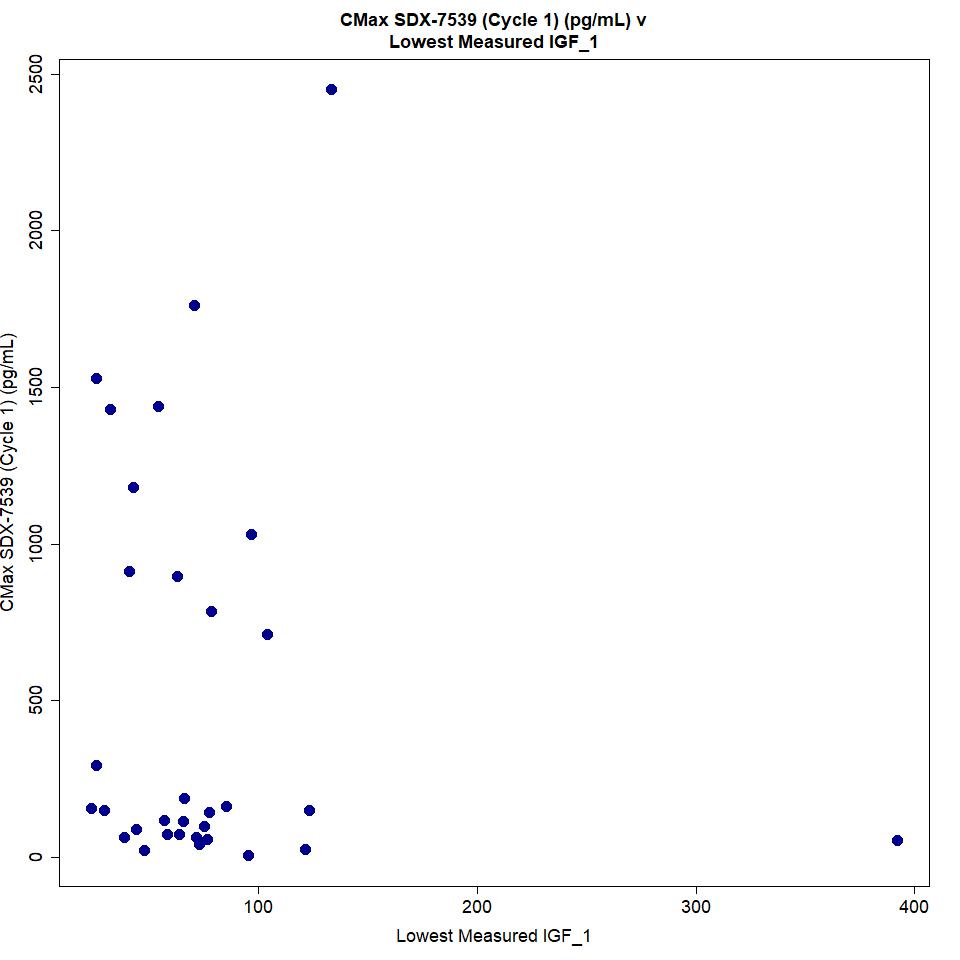 CMax SDX-7539 (Cycle 1) (pg/mL) v
Lowest Measured IGF_1
2500
2000
1500
1000
500
0
CMax SDX-7539 (Cycle 1) (pg/mL)
100
200
300
400
Lowest Measured IGF_1